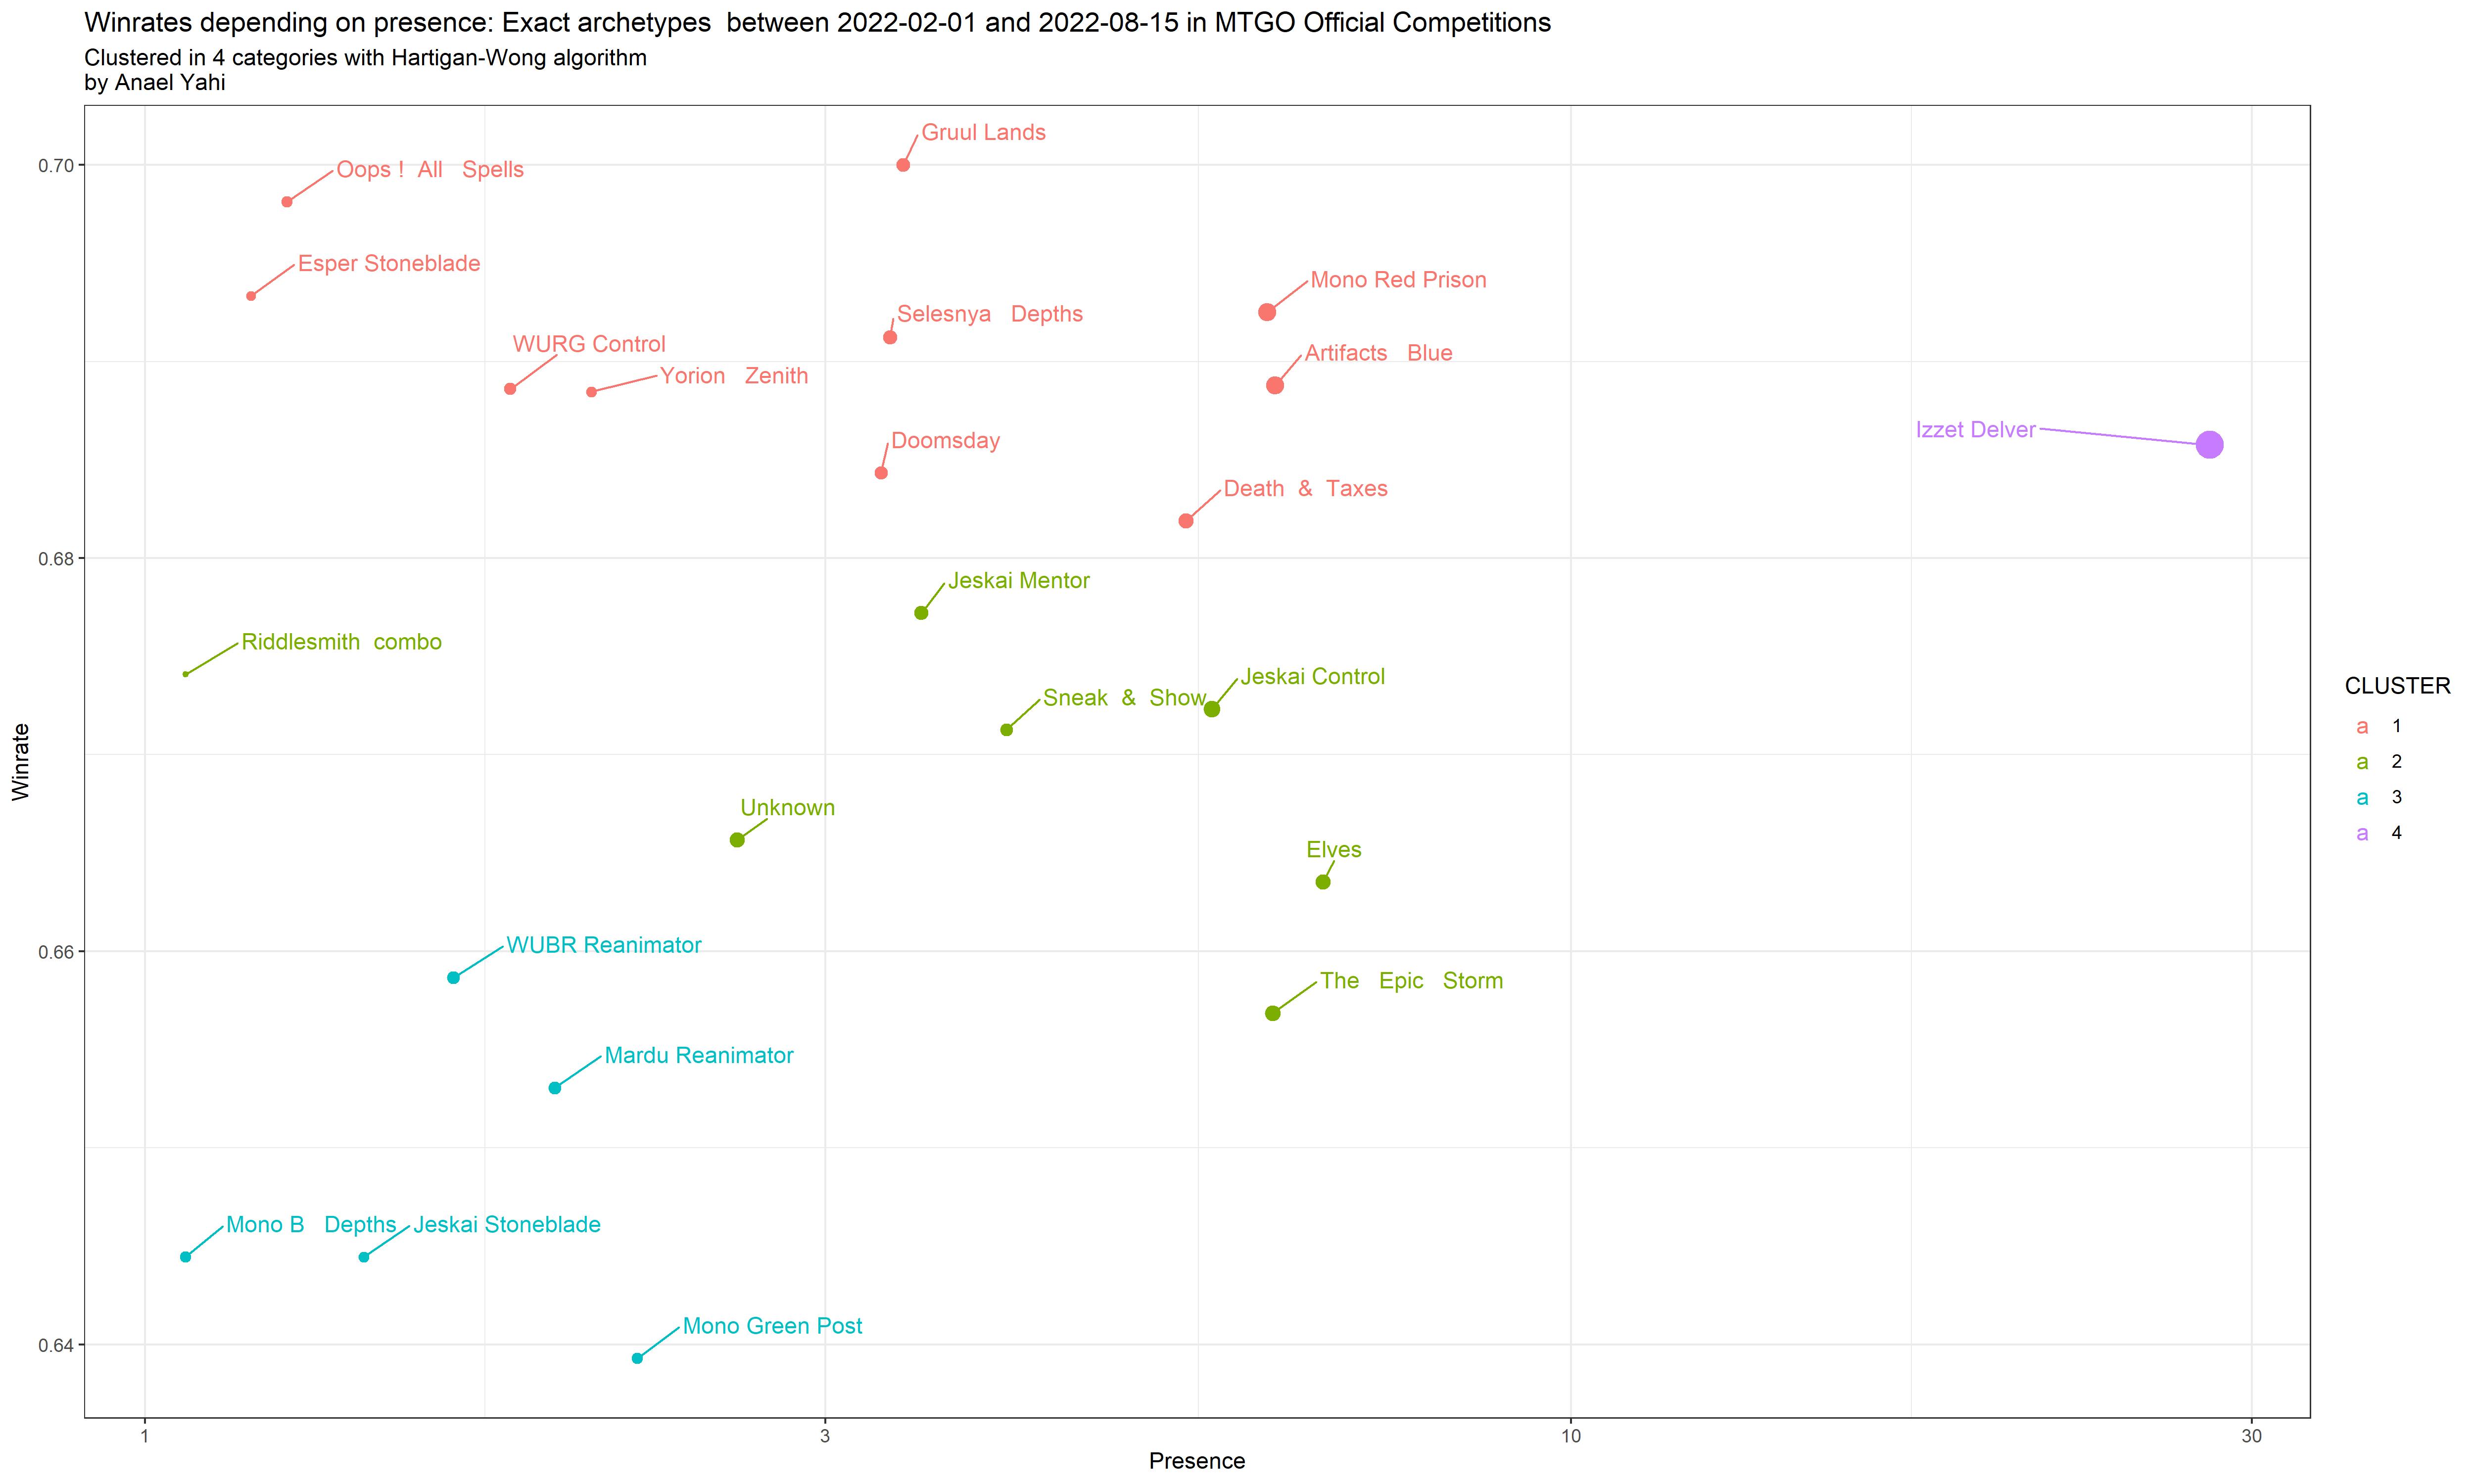 Winrates depending on presence: Exact archetypes  between 2022-02-01 and 2022-08-15 in MTGO Official Competitions
Clustered in 4 categories with Hartigan-Wong algorithm
by Anael Yahi
Gruul Lands
0.70
Oops !  All   Spells
Esper Stoneblade
Mono Red Prison
Selesnya   Depths
WURG Control
Artifacts   Blue
Yorion   Zenith
Izzet Delver
Doomsday
Death  &  Taxes
0.68
Jeskai Mentor
Riddlesmith  combo
Jeskai Control
Sneak  &  Show
CLUSTER
a 1
a 2
a 3
a 4
Winrate
Unknown
Elves
WUBR Reanimator
0.66
The   Epic   Storm
Mardu Reanimator
Mono B   Depths
Jeskai Stoneblade
Mono Green Post
0.64
1
3
10
30
Presence